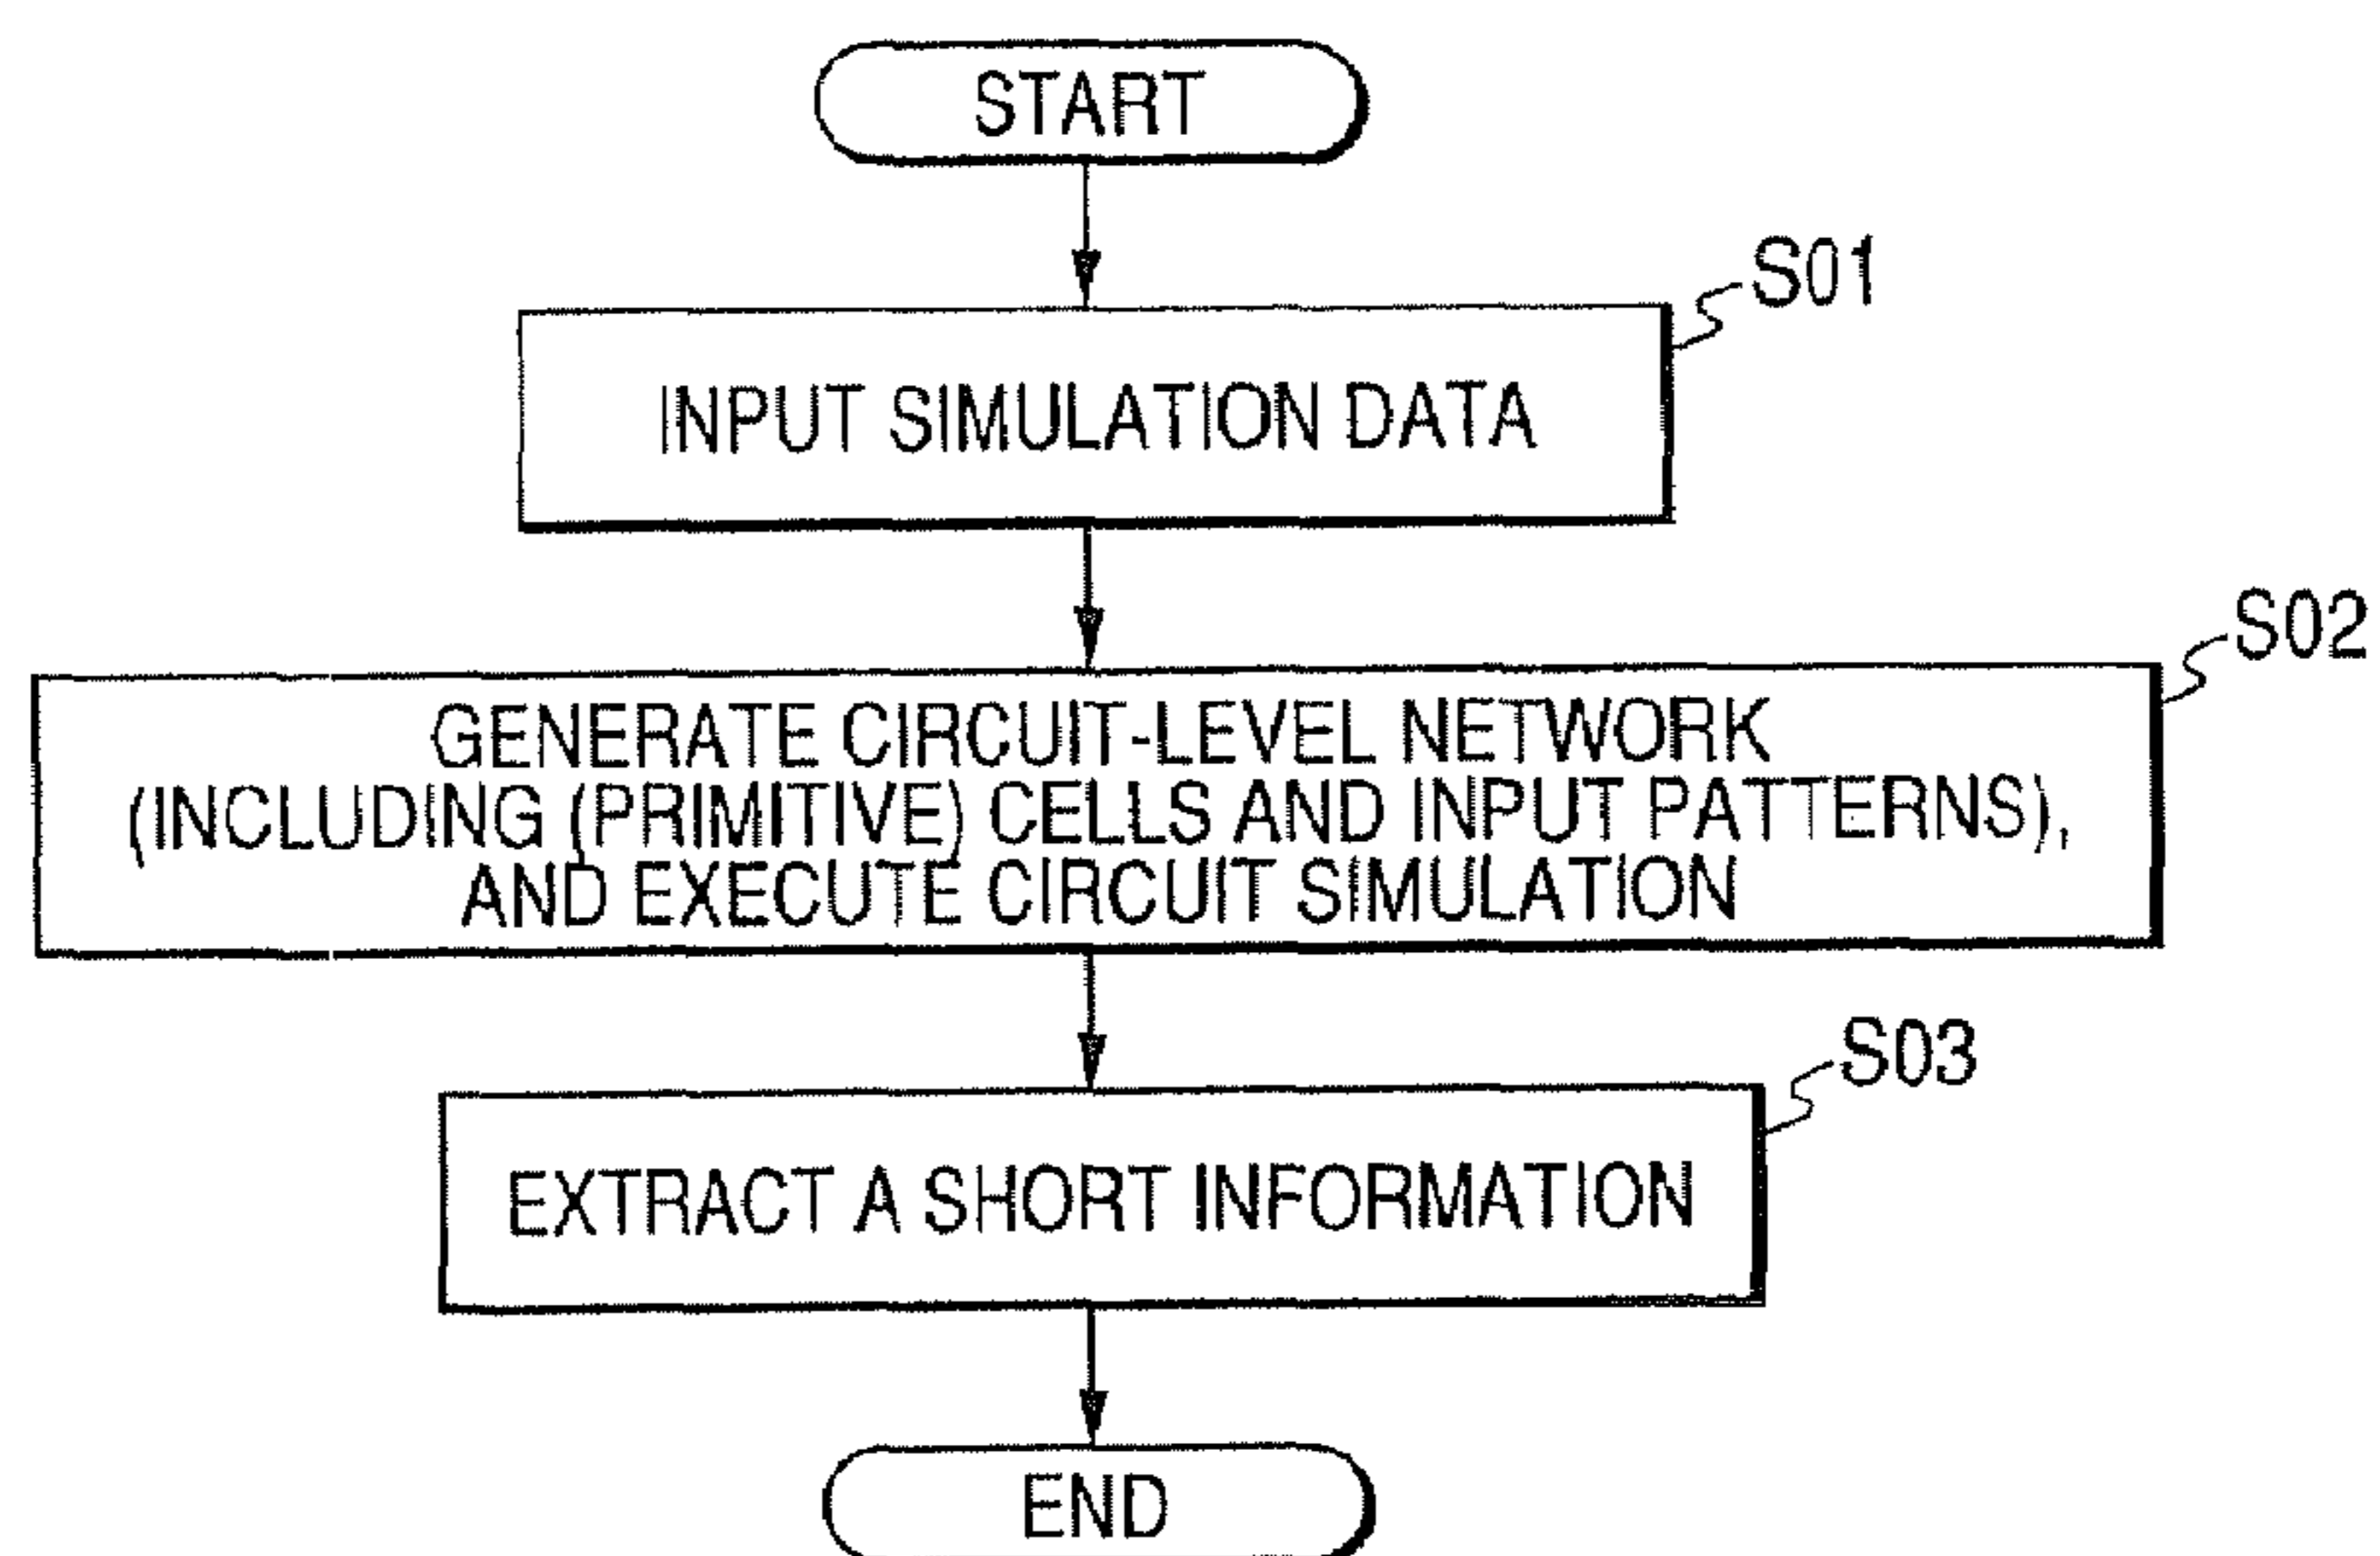 START
S01
INPUT SIMULATION DATA
S02
GENERATE CIRCUIT-LEVEL NETWORK
(INCLUDING (PRIMITIVE) CELLS AND INPUT PATTERNS),
AND EXECUTE CIRCUIT SIMULATION
S03
EXTRACT A SHORT INFORMATION
END